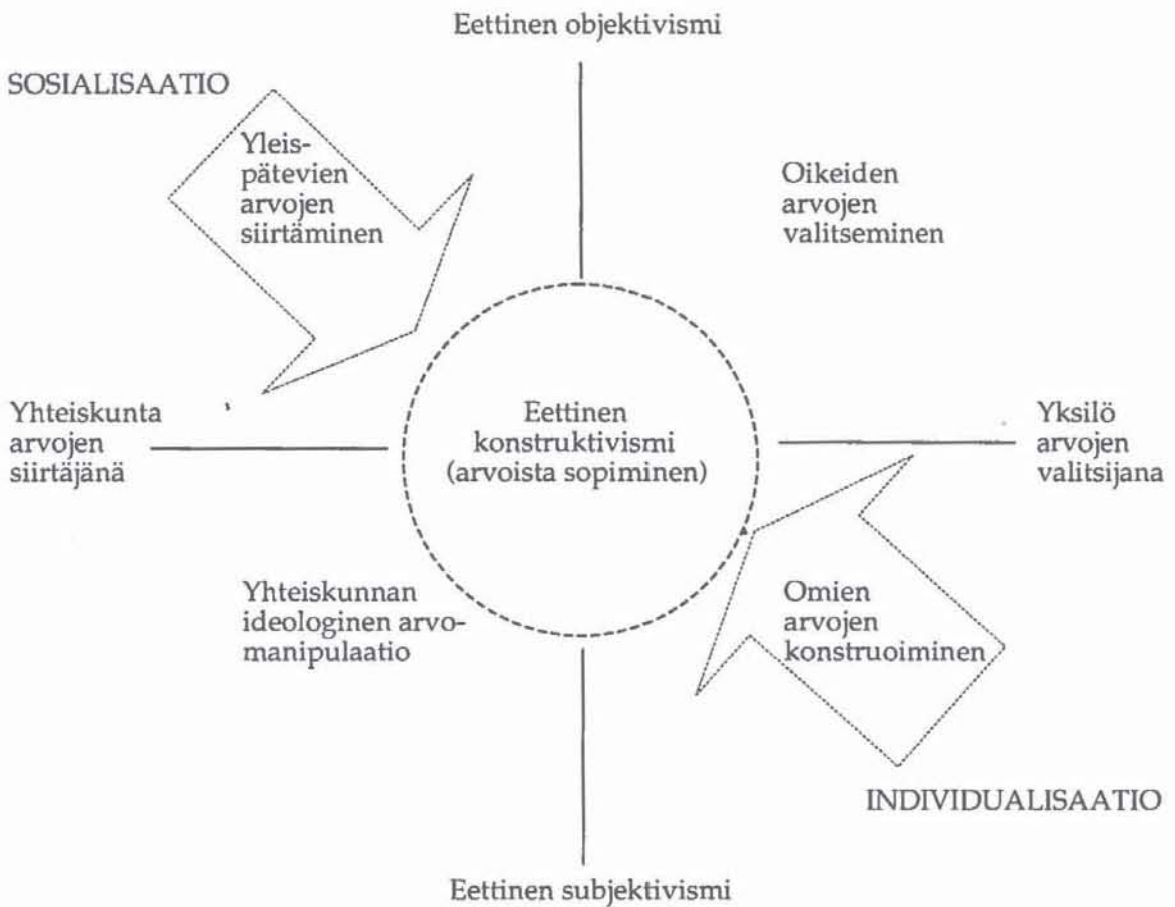 Eettinen objektivismi
SOSIALISAATIO
Yleis-
pätevien
arvojen
siirtäminen
Oikeiden
arvojen
valitseminen
Yhteiskunta
arvojen
siirtäjänä
Eettinen
konstruktivismi
(arvoista sopiminen)
Yksilö
arvojen
valitsijana
Yhteiskunnan
ideologinen arvo-
manipulaatio
Omien
arvojen
konstruoiminen
INDIVIDUALISAATIO
Eettinen subjektivismi